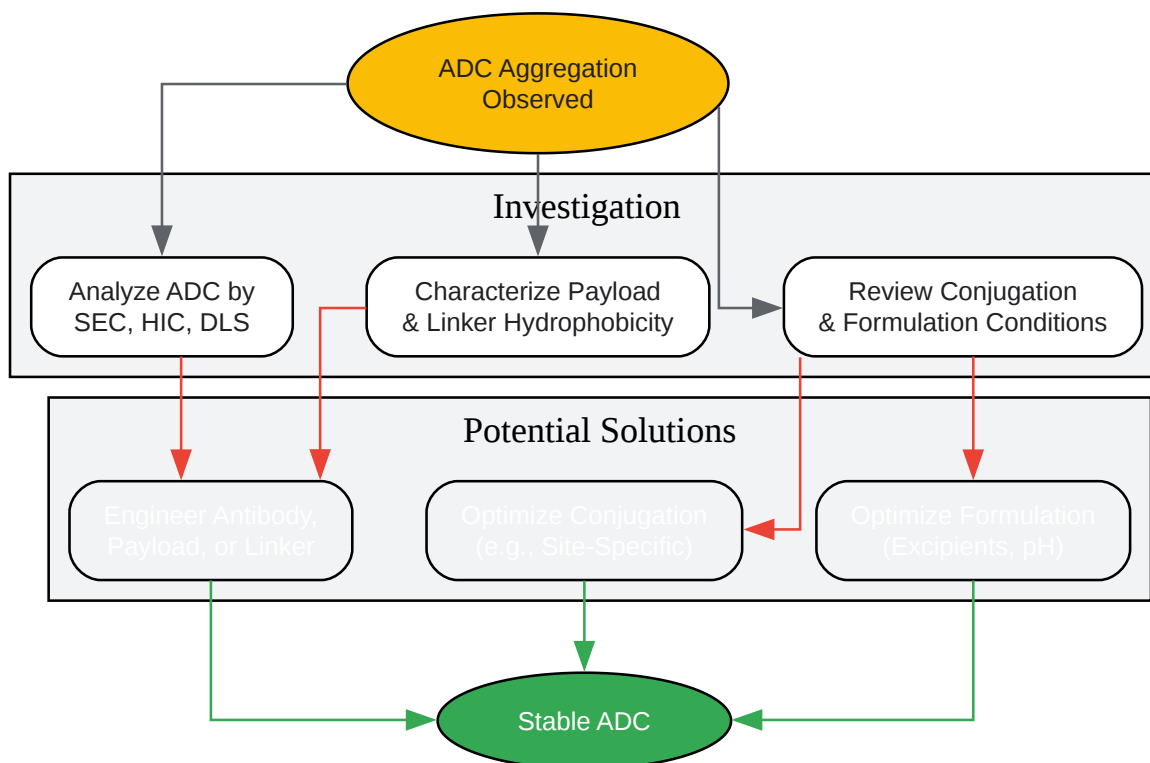 ADC Aggregation
Observed
Investigation
Analyze ADC by
SEC, HIC, DLS
Characterize Payload
& Linker Hydrophobicity
Review Conjugation
& Formulation Conditions
Potential Solutions
Engineer Antibody,
Payload, or Linker
Optimize Conjugation
(e.g., Site-Specific)
Optimize Formulation
(Excipients, pH)
Stable ADC